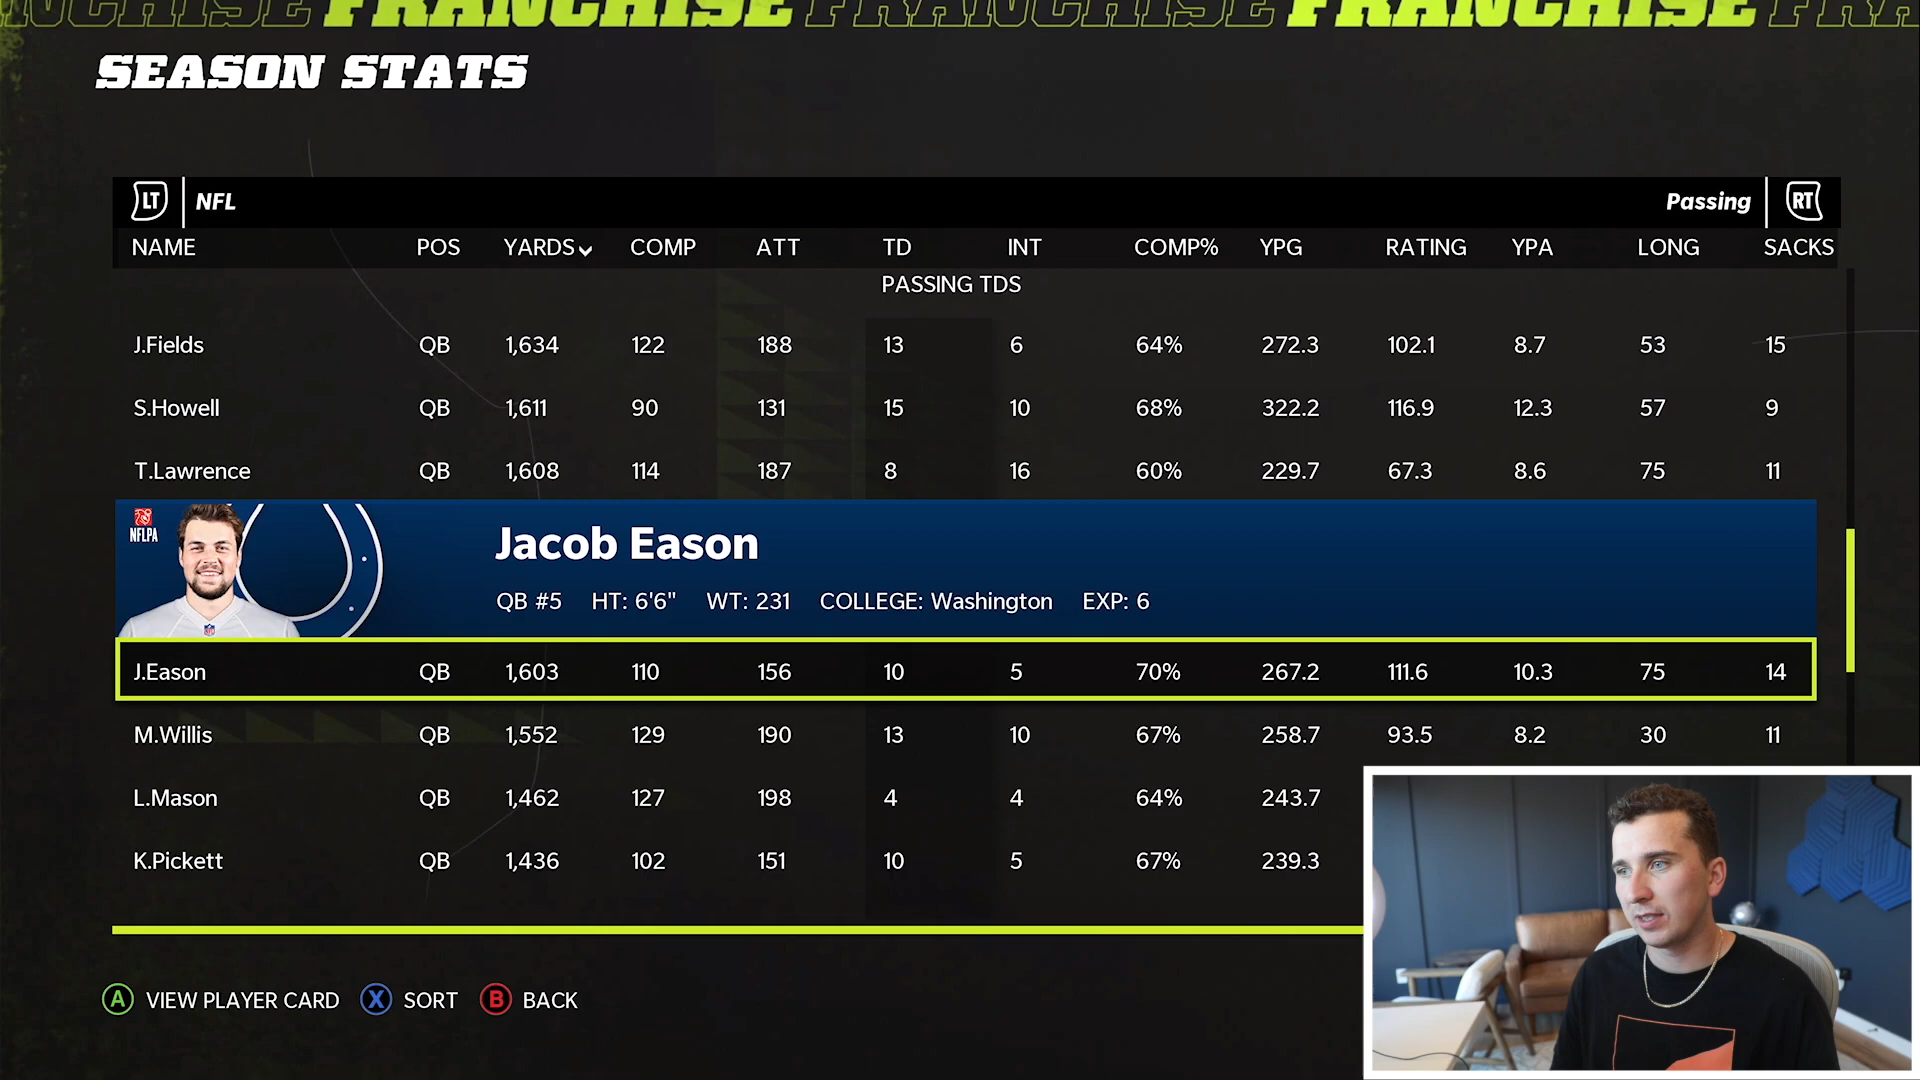 NCHISE FRANCHISE FRANCHISE FRANCHISE FRA
SEASON STATS
LT NFL Passing RT
NAME POS YARDS COMP ATT TD INT COMP% YPG RATING YPA LONG SACKS
PASSING TDS
J.Fields QB 1,634 122 188 13 6 64% 272.3 102.1 8.7 53 15
S.Howell QB 1,611 90 131 15 10 68% 322.2 116.9 12.3 57 9
T.Lawrence QB 1,608 114 187 8 16 60% 229.7 67.3 8.6 75 11
NFLPA
Jacob Eason
QB #5 HT: 6'6" WT: 231 COLLEGE: Washington EXP: 6
J.Eason QB 1,603 110 156 10 5 70% 267.2 111.6 10.3 75 14
M.Willis QB 1,552 129 190 13 10 67% 258.7 93.5 8.2 30 11
L.Mason QB 1,462 127 198 4 4 64% 243.7
K.Pickett QB 1,436 102 151 10 5 67% 239.3
A VIEW PLAYER CARD X SORT B BACK